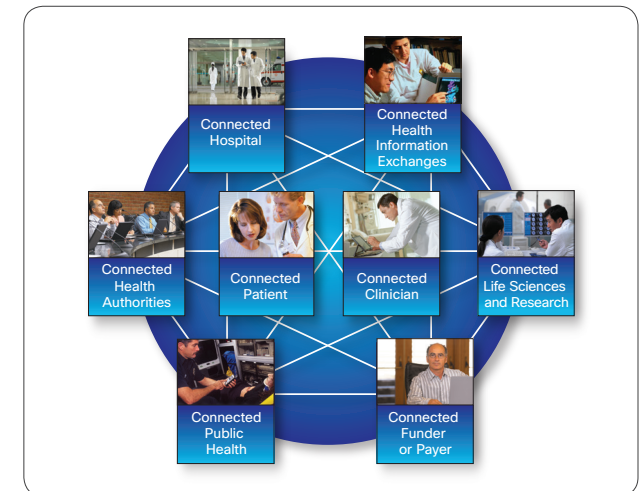 Connected
Hospital
Connected
Health
Information
Exchanges
Connected
Health
Authorities
Connected
Patient
Connected
Clinician
Connected
Life Sciences
and Research
Connected
Public
Health
Connected
Funder
or Payer